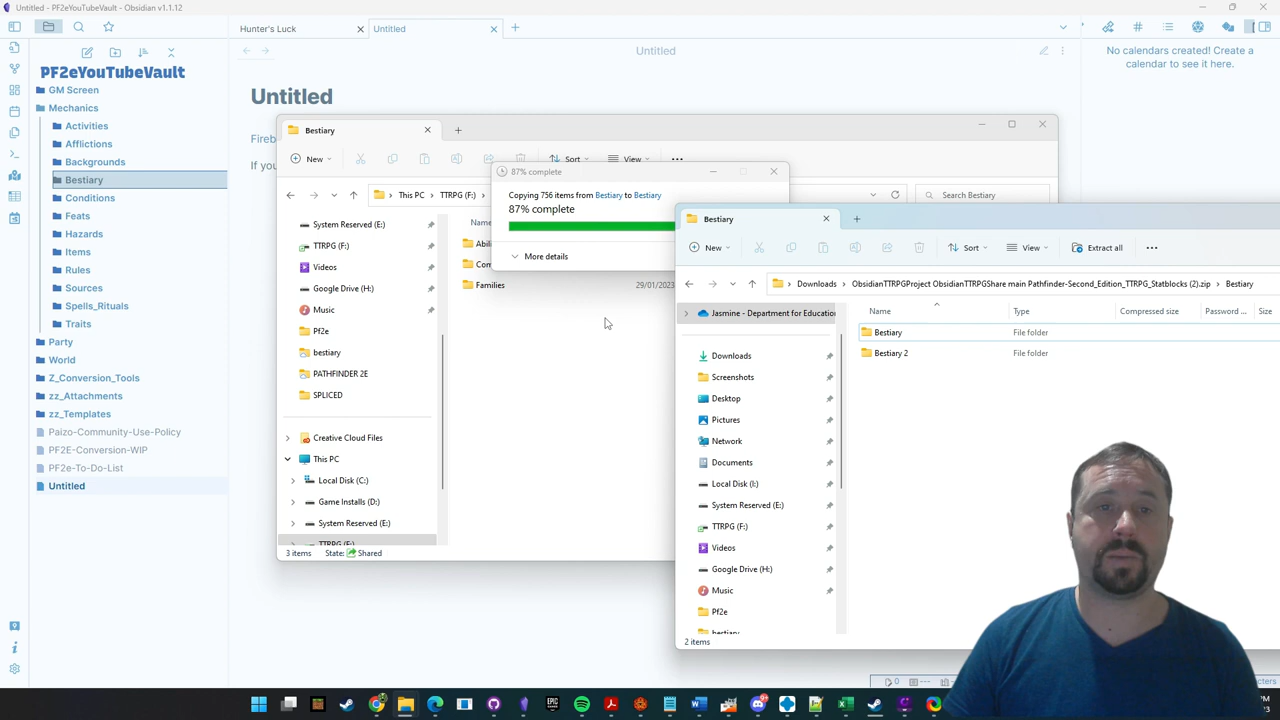 Untitled - PF2eYouTubeVault - Obsidian v1.1.12
Hunter's Luck
Untitled
Untitled
No calendars created! Create a
calendar to see it here.
PF2eYouTubeVault
GM Screen
Mechanics
Activities
Afflictions
Backgrounds
Bestiary
Conditions
Feats
Hazards
Items
Rules
Sources
Spells_Rituals
Traits
Party
World
Z_Conversion_Tools
zz_Attachments
zz_Templates
Paizo-Community-Use-Policy
PF2E-Conversion-WIP
PF2e-To-Do-List
Untitled
Untitled
If you
Bestiary
New
Sort
View
This PC
TTRPG (F:)
Search Bestiary
System Reserved (E:)
TTRPG (F:)
Videos
Google Drive (H:)
Music
Pf2e
bestiary
PATHFINDER 2E
SPLICED
Creative Cloud Files
This PC
Local Disk (C:)
Game Installs (D:)
System Reserved (E:)
TTRPG (F:)
Families
29/01/2023
3 items
State:
Shared
87% complete
Copying 756 items from Bestiary to Bestiary
87% complete
More details
Bestiary
New
Sort
View
Extract all
Downloads
ObsidianTTRPGProject ObsidianTTRPGShare main Pathfinder-Second_Edition_TTRPG_Statblocks (2).zip
Bestiary
Name
Type
Compressed size
Password ...
Size
Jasmine - Department for Education
Bestiary
File folder
Bestiary 2
File folder
Downloads
Screenshots
Desktop
Pictures
Network
Documents
Local Disk (I:)
System Reserved (E:)
TTRPG (F:)
Videos
Google Drive (H:)
Music
Pf2e
bestiary
2 items